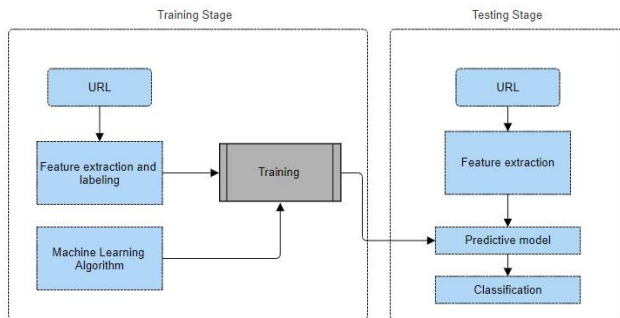 Training Stage
URL
Feature extraction and
labeling
Training
Machine Learning
Algorithm
Testing Stage
URL
Feature extraction
Predictive model
Classification